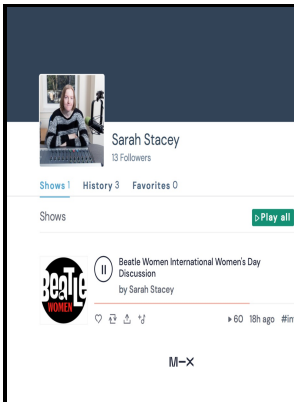 Sarah Stacey
13 Followers
Shows 1 History 3 Favorites 0
Shows
Play all
BEATLE
WOMEN
Beatle Women International Women's Day
Discussion
by Sarah Stacey
60 18h ago #in
M-X